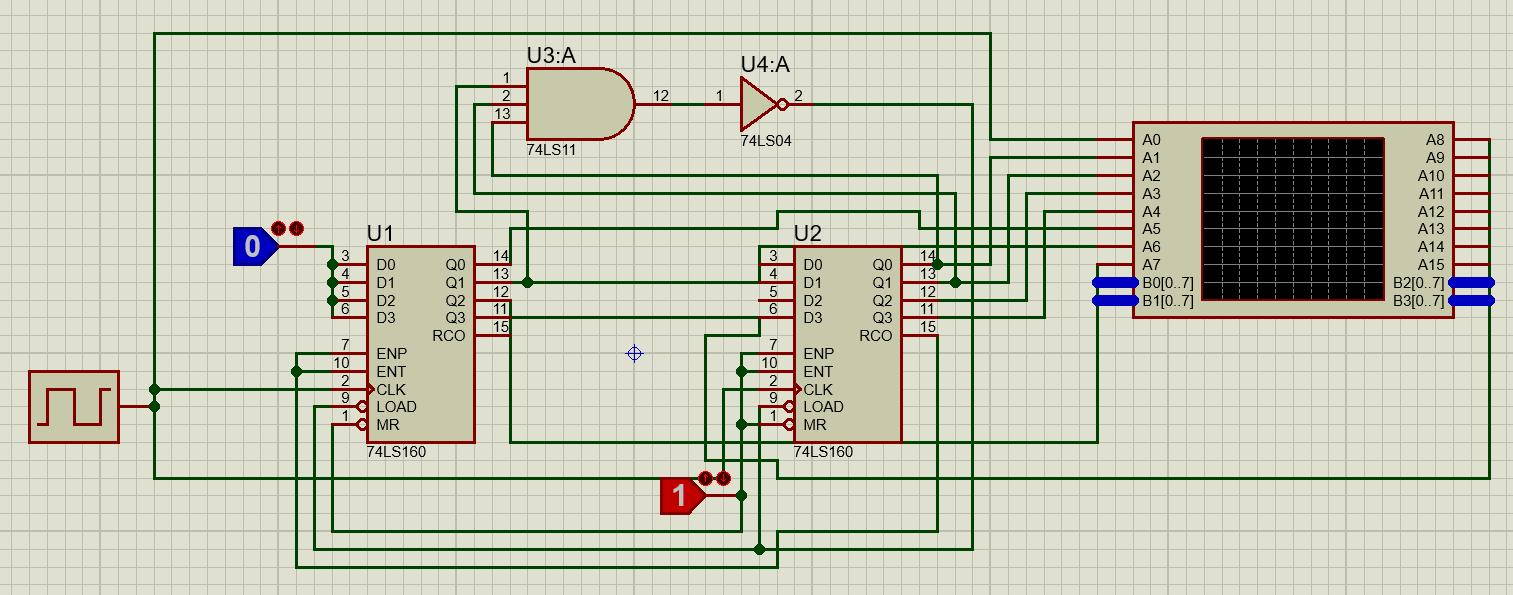 U3:A
1
2
13
12
74LS11
U4:A
1
2
74LS04
0
U1
3 D0 Q0 14
4 D1 Q1 13
5 D2 Q2 12
6 D3 Q3 11
RCO 15
7 ENP
10 ENT
2 CLK
9 LOAD
1 MR
74LS160
U2
3 D0 Q0 14
4 D1 Q1 13
5 D2 Q2 12
6 D3 Q3 11
RCO 15
7 ENP
10 ENT
2 CLK
9 LOAD
1 MR
74LS160
1
A0 A8
A1 A9
A2 A10
A3 A11
A4 A12
A5 A13
A6 A14
A7 A15
B0[0..7] B2[0..7]
B1[0..7] B3[0..7]